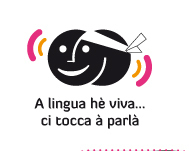 A lingua hè viva...
ci tocca à parlà